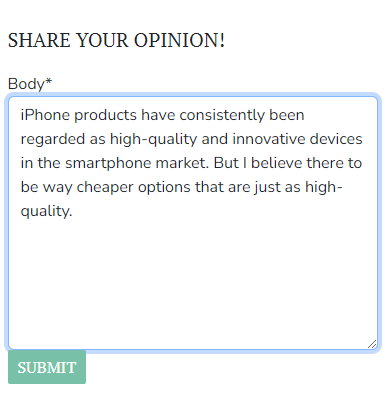 SHARE YOUR OPINION!
Body*
iPhone products have consistently been
regarded as high-quality and innovative devices
in the smartphone market. But I believe there to
be way cheaper options that are just as high-
quality.
SUBMIT